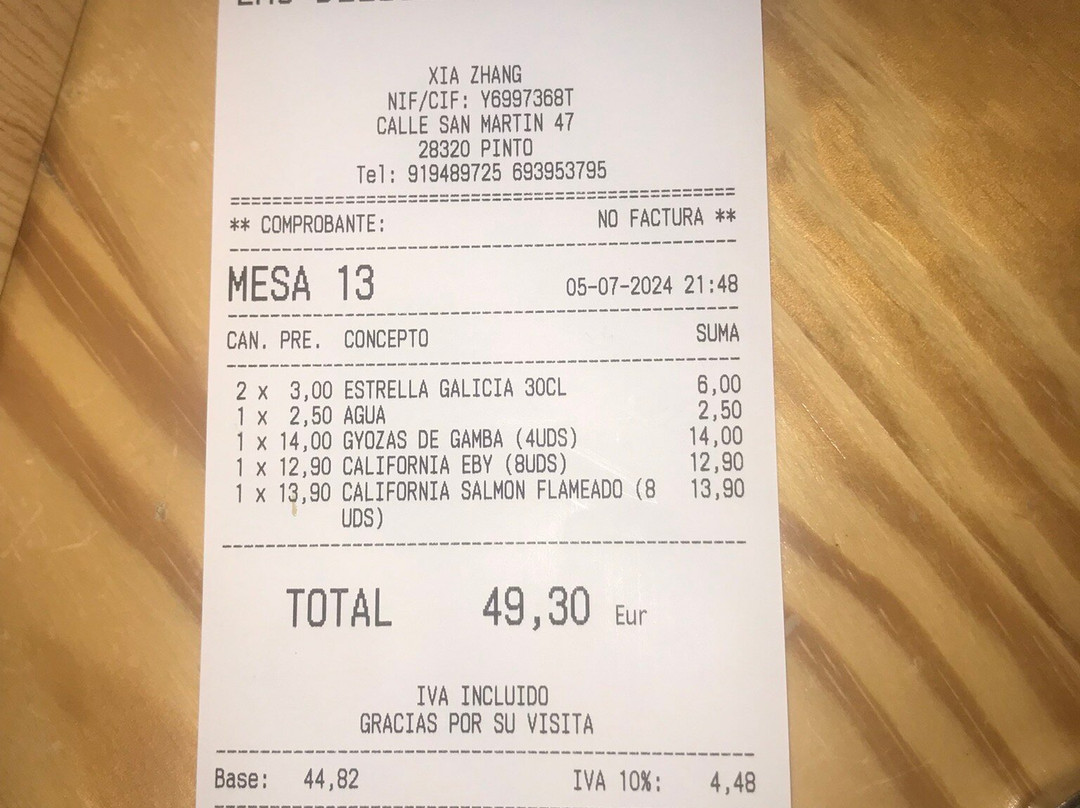 XIA ZHANG
NIF/CIF: Y6997368T
CALLE SAN MARTIN 47
28320 PINTO
Tel: 919489725 693953795
** COMPROBANTE: NO FACTURA **
MESA 13 05-07-2024 21:48
CAN. PRE. CONCEPTO SUMA
2 x 3,00 ESTRELLA GALICIA 30CL 6,00
1 x 2,50 AGUA 2,50
1 x 14,00 GYOZAS DE GAMBA (4UDS) 14,00
1 x 12,90 CALIFORNIA EBY (8UDS) 12,90
1 x 13,90 CALIFORNIA SALMON FLAMEADO (8 13,90
UDS)
TOTAL 49,30 Eur
IVA INCLUIDO
GRACIAS POR SU VISITA
Base: 44,82 IVA 10%: 4,48